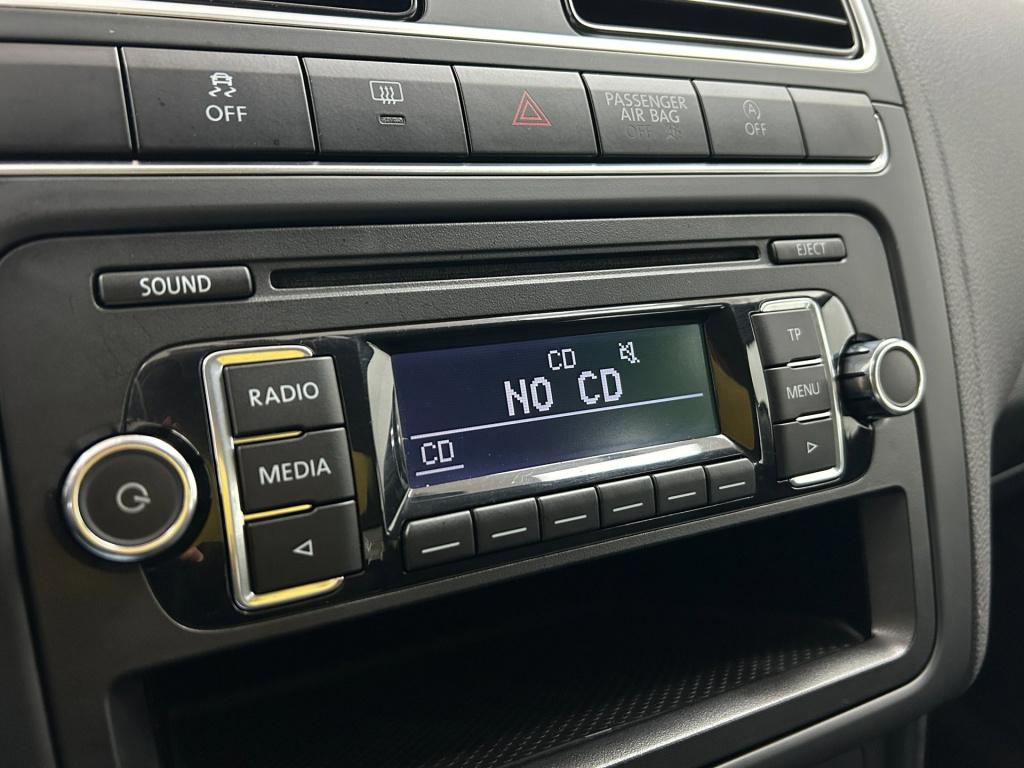 OFF
PASSENGER
AIR BAG
OFF
OFF
SOUND
EJECT
RADIO
MEDIA
CD
NO CD
CD
TP
MENU